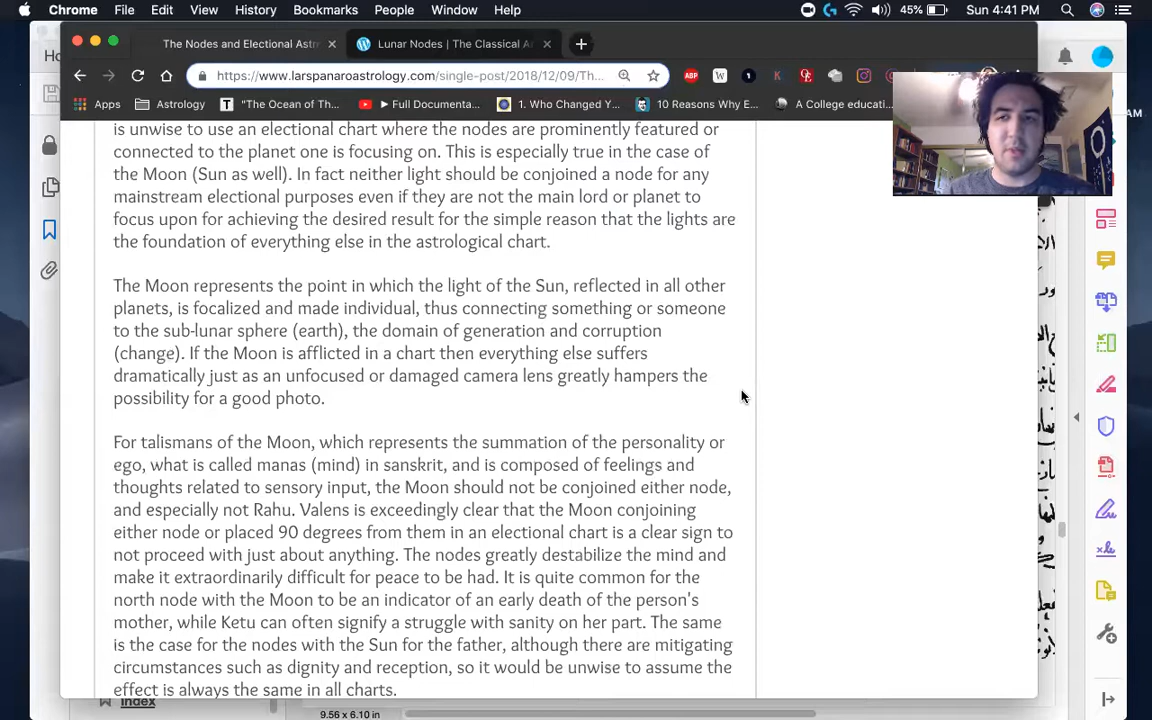 Chrome File Edit View History Bookmarks People Window Help 45% Sun 4:41 PM
The Nodes and Electional Astr
Lunar Nodes | The Classical A
https://www.larspanaroastrology.com/single-post/2018/12/09/Th...
ABP
Apps Astrology "The Ocean of Th... ► Full Documenta... 1. Who Changed Y... 10 Reasons Why E... A College educati...
AM
is unwise to use an electional chart where the nodes are prominently featured or
connected to the planet one is focusing on. This is especially true in the case of
the Moon (Sun as well). In fact neither light should be conjoined a node for any
mainstream electional purposes even if they are not the main lord or planet to
focus upon for achieving the desired result for the simple reason that the lights are
the foundation of everything else in the astrological chart.
The Moon represents the point in which the light of the Sun, reflected in all other
planets, is focalized and made individual, thus connecting something or someone
to the sub-lunar sphere (earth), the domain of generation and corruption
(change). If the Moon is afflicted in a chart then everything else suffers
dramatically just as an unfocused or damaged camera lens greatly hampers the
possibility for a good photo.
For talismans of the Moon, which represents the summation of the personality or
ego, what is called manas (mind) in sanskrit, and is composed of feelings and
thoughts related to sensory input, the Moon should not be conjoined either node,
and especially not Rahu. Valens is exceedingly clear that the Moon conjoining
either node or placed 90 degrees from them in an electional chart is a clear sign to
not proceed with just about anything. The nodes greatly destabilize the mind and
make it extraordinarily difficult for peace to be had. It is quite common for the
north node with the Moon to be an indicator of an early death of the person's
mother, while Ketu can often signify a struggle with sanity on her part. The same
is the case for the nodes with the Sun for the father, although there are mitigating
circumstances such as dignity and reception, so it would be unwise to assume the
effect is always the same in all charts.
Index
9.56 x 6.10 in